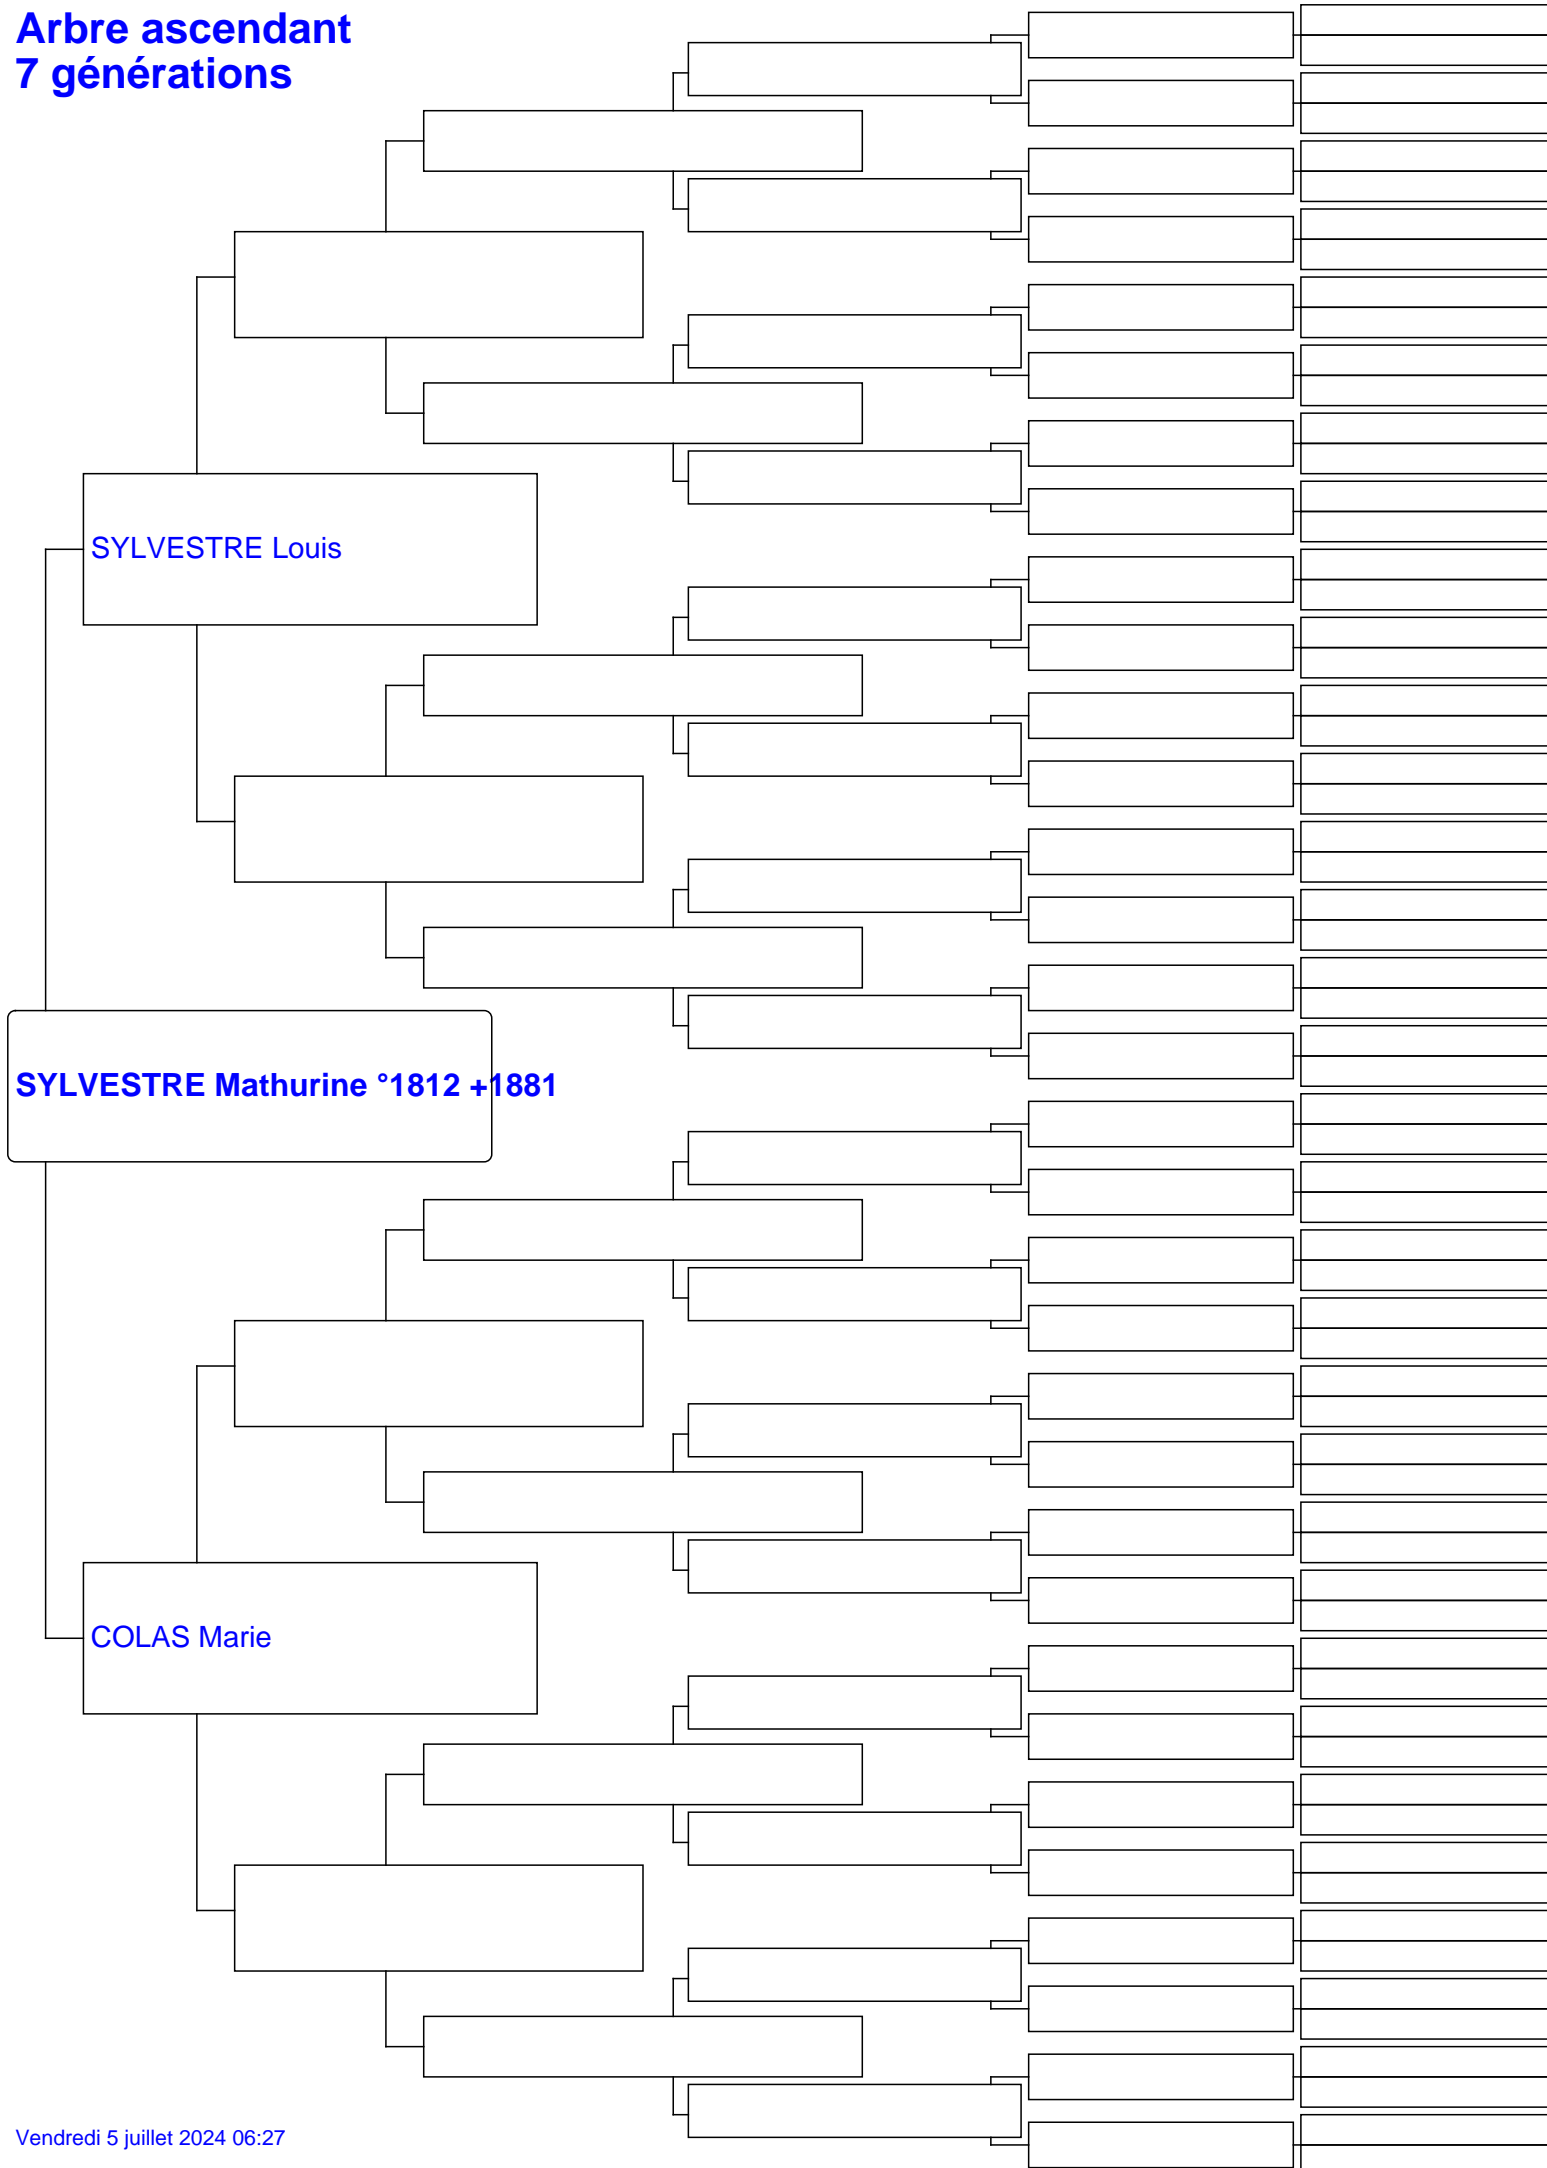 Arbre ascendant
7 générations
SYLVESTRE Louis
SYLVESTRE Mathurine °1812 +1881
COLAS Marie
Vendredi 5 juillet 2024 06:27